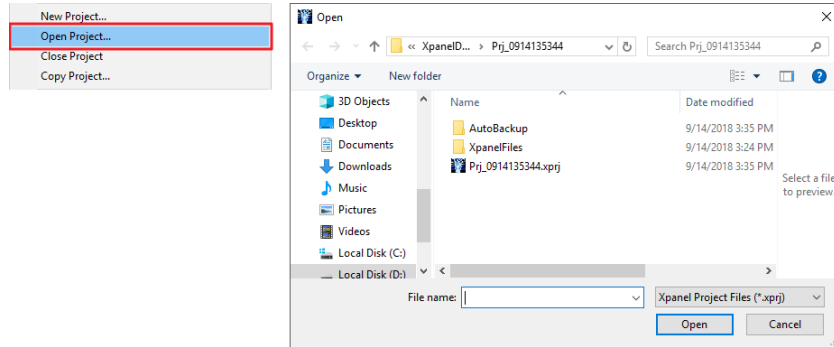 New Project...
Open Project...
Close Project
Copy Project...
Open
« XpanelD... › Prj_0914135344
Search Prj_0914135344
Organize
New folder
3D Objects
Desktop
Documents
Downloads
Music
Pictures
Videos
Local Disk (C:)
Local Disk (D:)
Name
Date modified
AutoBackup
9/14/2018 3:35 PM
XpanelFiles
9/14/2018 3:24 PM
Prj_0914135344.xprj
9/14/2018 3:35 PM
Select a file
to preview
File name:
Xpanel Project Files (*.xprj)
Open
Cancel